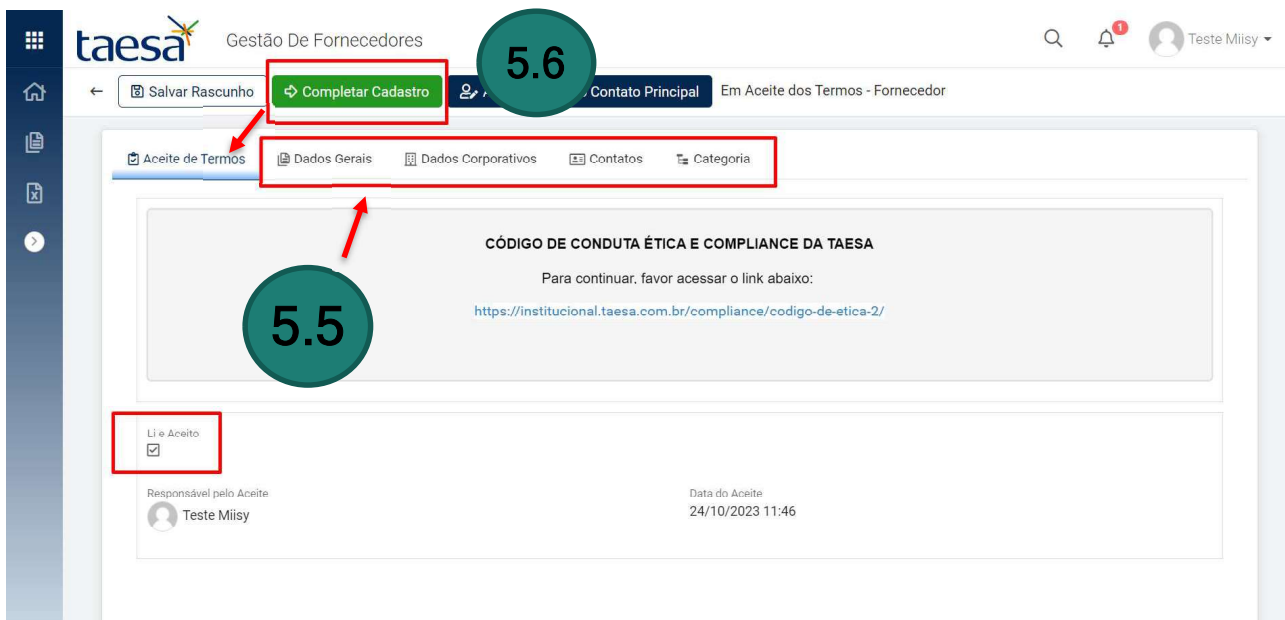 taesa
Gestão De Fornecedores
1
Teste Miisy
5.6
Salvar Rascunho
Completar Cadastro
Contato Principal
Em Aceite dos Termos - Fornecedor
Aceite de Termos
Dados Gerais
Dados Corporativos
Contatos
Categoria
CÓDIGO DE CONDUTA ÉTICA E COMPLIANCE DA TAESA
Para continuar, favor acessar o link abaixo:
https://institucional.taesa.com.br/compliance/codigo-de-etica-2/
5.5
Li e Aceito
Responsável pelo Aceite
Teste Miisy
Data do Aceite
24/10/2023 11:46